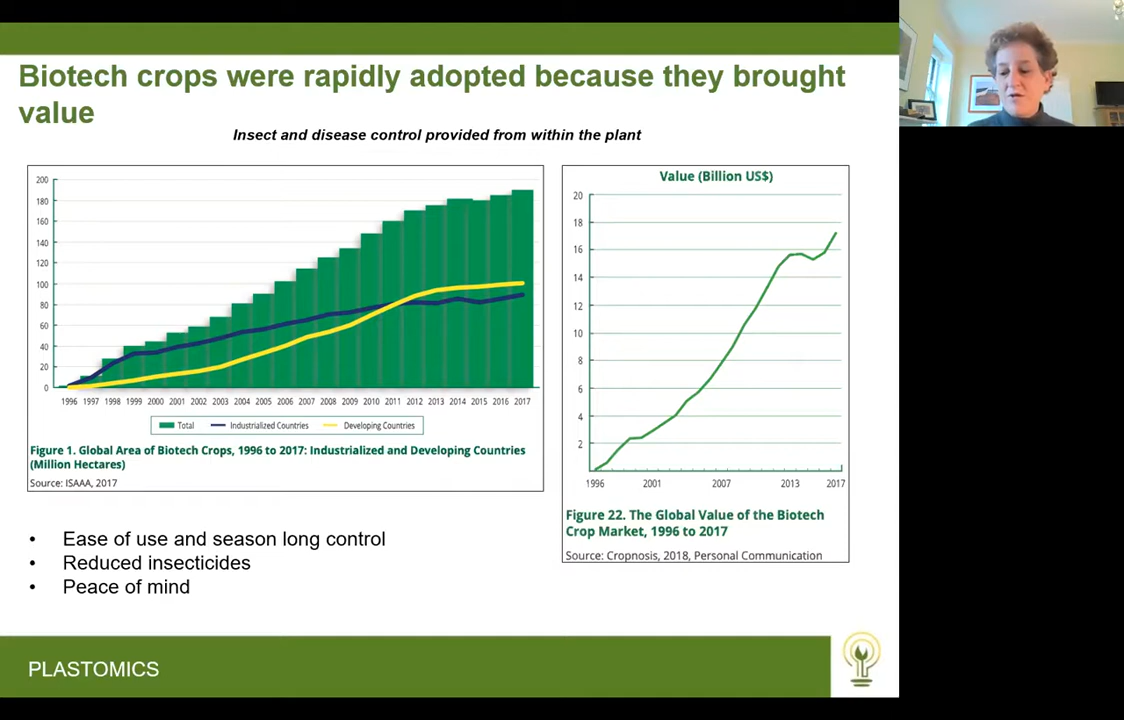 Biotech crops were rapidly adopted because they brought
value
Insect and disease control provided from within the plant
200
180
160
140
120
100
80
60
40
20
0
1996 1997 1998 1999 2000 2001 2002 2003 2004 2005 2006 2007 2008 2009 2010 2011 2012 2013 2014 2015 2016 2017
Total Industrialized Countries Developing Countries
Figure 1. Global Area of Biotech Crops, 1996 to 2017: Industrialized and Developing Countries
(Million Hectares)
Source: ISAAA, 2017
Value (Billion US$)
20
18
16
14
12
10
8
6
4
2
1996 2001 2007 2013 2017
Figure 22. The Global Value of the Biotech
Crop Market, 1996 to 2017
Source: Cropnosis, 2018, Personal Communication
• Ease of use and season long control
• Reduced insecticides
• Peace of mind
PLASTOMICS